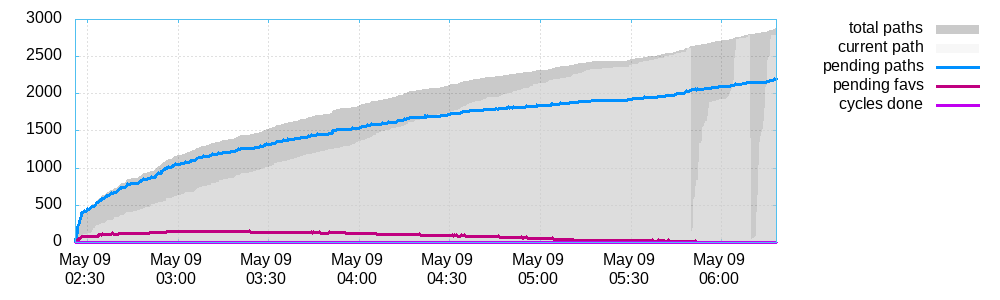 3000
2500
2000
1500
1000
500
0
May 09 May 09 May 09 May 09 May 09 May 09 May 09 May 09
02:30 03:00 03:30 04:00 04:30 05:00 05:30 06:00
total paths
current path
pending paths
pending favs
cycles done